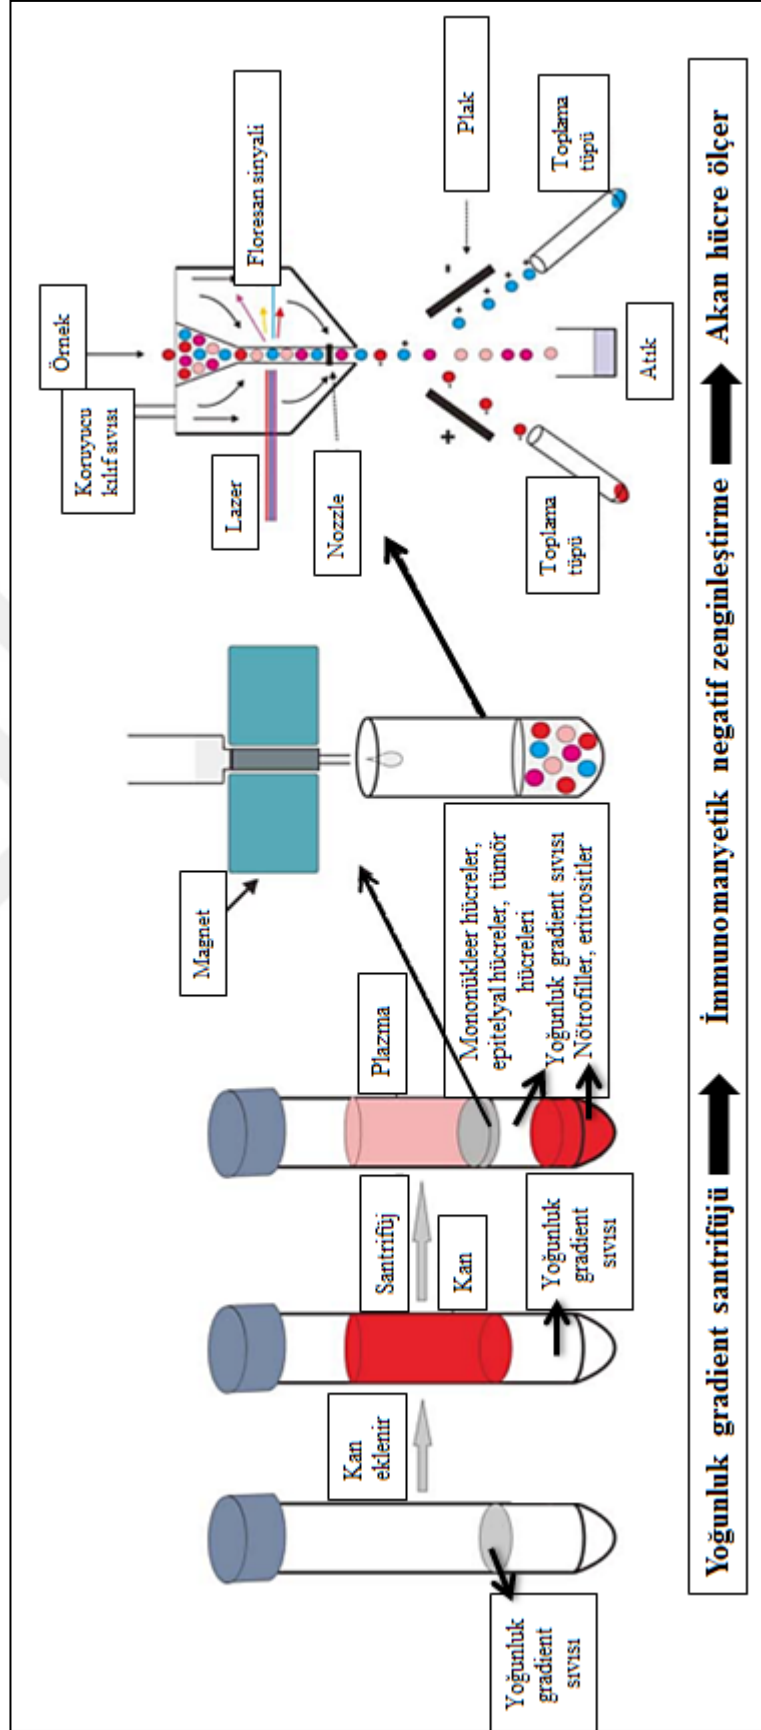 Yoğunluk
gradient
sıvısı
Kan
eklenir
Yoğunluk
gradient
sıvısı
Santrifüj
Kan
Plazma
Mononükleer hücreler,
epitelyal hücreler, tümör
hücreleri
Yoğunluk gradient sıvısı
Nötrofiller, eritrositler
Magnet
Koruyucu
kılıf sıvısı
Örnek
Floresan sinyali
Lazer
Nozzle
Plak
+
-
Toplama
tüpü
Atık
Toplama
tüpü
Yoğunluk gradient santrifüjü İmmunomanyetik negatif zenginleştirme Akan hücre ölçer